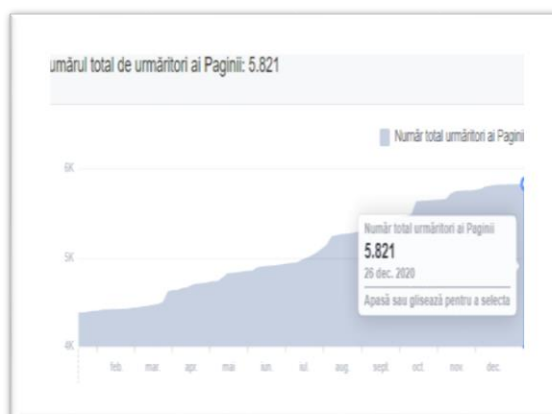 umărul total de urmăritori ai Paginii: 5.821
Număr total urmăritori ai Pagini
6K
Număr total urmăritori ai Paginii
5.821
26 dec. 2020
Apasă sau glisează pentru a selecta
5K
4K
feb. mar. apr. mai iun. iul. aug. sept. oct. nov. dec.